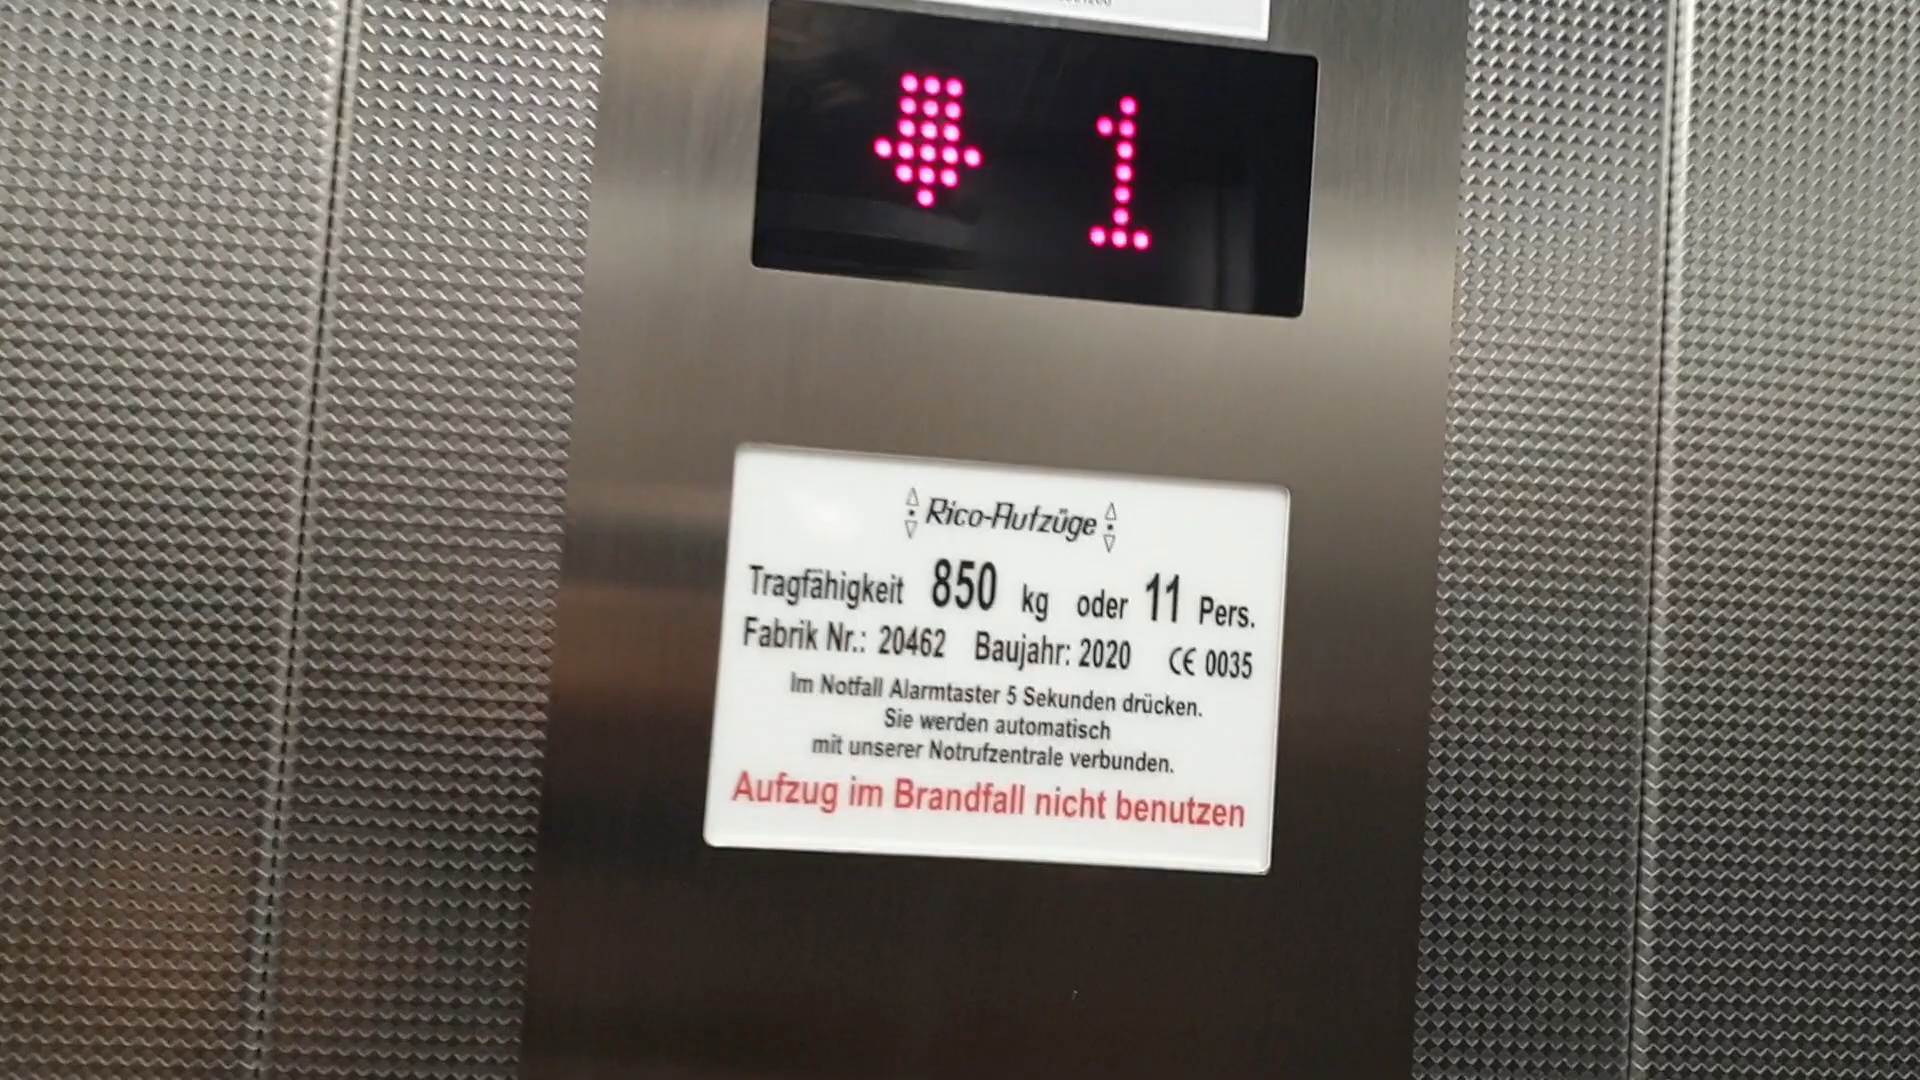 1
Rico-Aufzüge
Tragfähigkeit 850 kg oder 11 Pers.
Fabrik Nr.: 20462 Baujahr: 2020 CE 0035
Im Notfall Alarmtaster 5 Sekunden drücken.
Sie werden automatisch
mit unserer Notrufzentrale verbunden.
Aufzug im Brandfall nicht benutzen